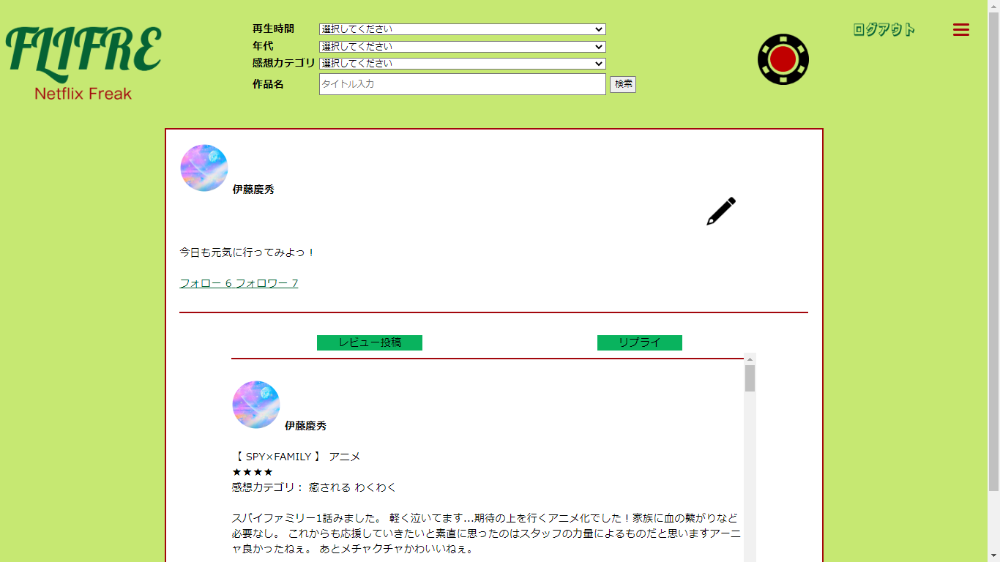 FLIFRE
Netflix Freak
再生時間 選択してください
年代 選択してください
感想カテゴリ 選択してください
作品名 タイトル入力 検索
ログアウト
伊藤慶秀
今日も元気に行ってみよっ！
フォロー 6 フォロワー 7
レビュー投稿 リプライ
伊藤慶秀
【 SPY×FAMILY 】 アニメ
★★★★
感想カテゴリ： 癒される わくわく
スパイファミリー1話みました。 軽く泣いてます...期待の上を行くアニメ化でした！家族に血の繋がりなど
必要なし。 これからも応援していきたいと素直に思ったのはスタッフの力量によるものだと思いますアーニ
ャ良かったねぇ。 あとメチャクチャかわいいねぇ。